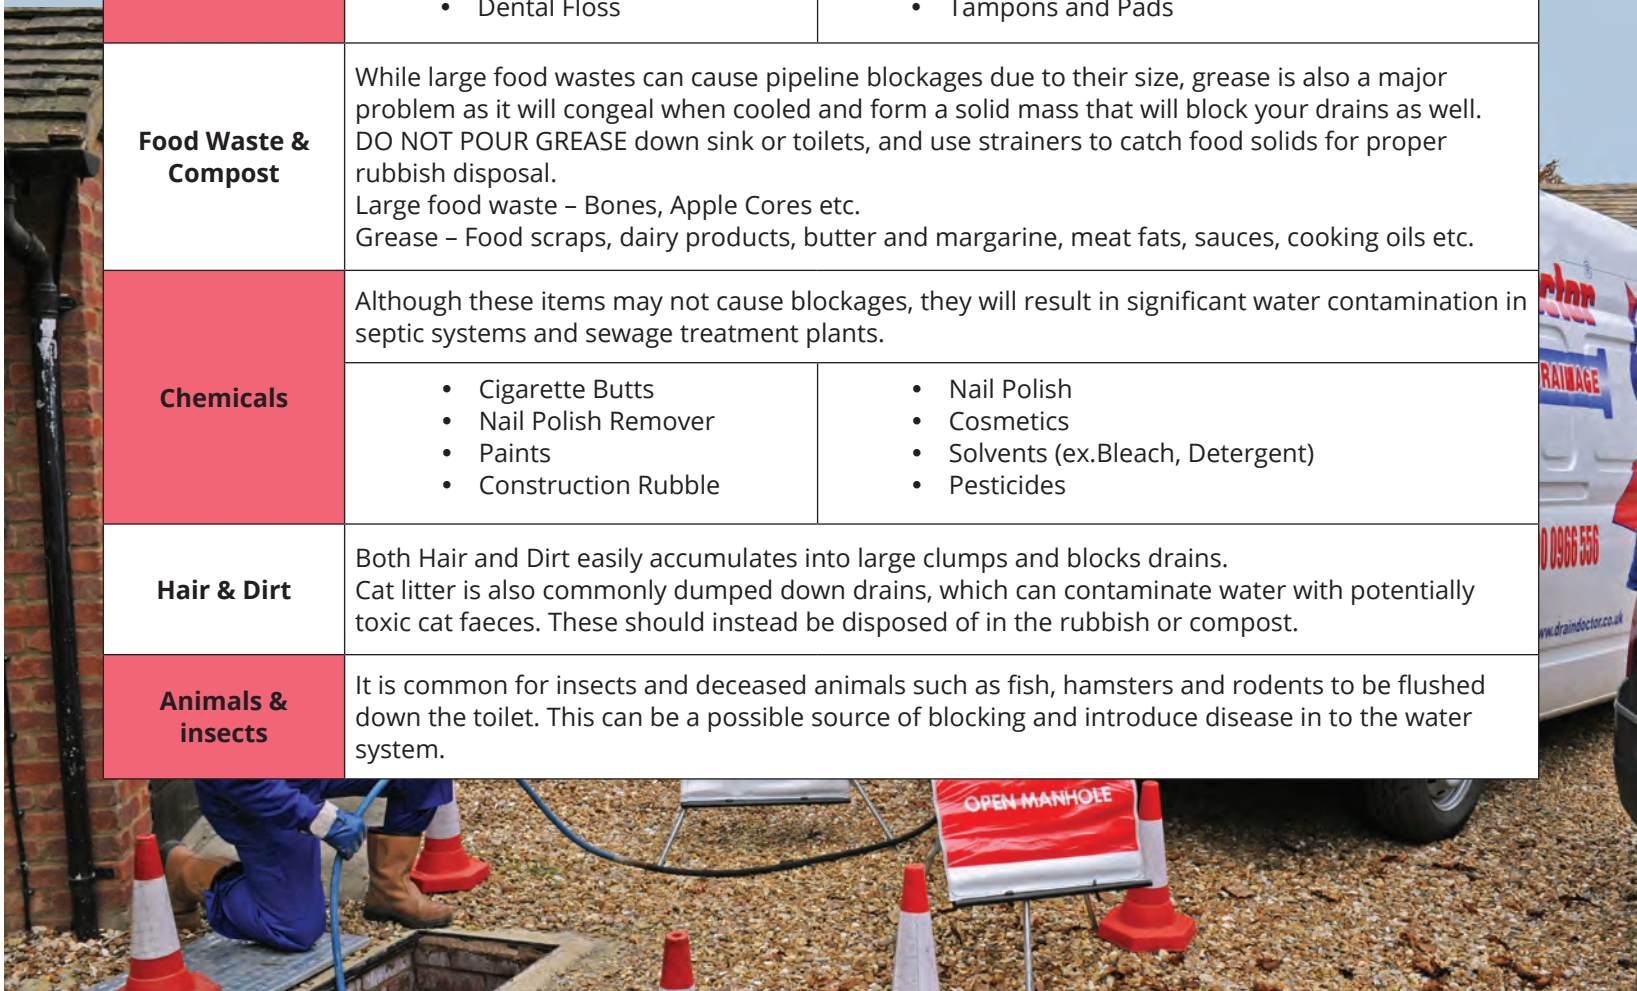 • Dental Floss
• Tampons and Pads
Food Waste &
Compost
While large food wastes can cause pipeline blockages due to their size, grease is also a major
problem as it will congeal when cooled and form a solid mass that will block your drains as well.
DO NOT POUR GREASE down sink or toilets, and use strainers to catch food solids for proper
rubbish disposal.
Large food waste – Bones, Apple Cores etc.
Grease – Food scraps, dairy products, butter and margarine, meat fats, sauces, cooking oils etc.
Chemicals
Although these items may not cause blockages, they will result in significant water contamination in
septic systems and sewage treatment plants.
• Cigarette Butts
• Nail Polish Remover
• Paints
• Construction Rubble
• Nail Polish
• Cosmetics
• Solvents (ex.Bleach, Detergent)
• Pesticides
Hair & Dirt
Both Hair and Dirt easily accumulates into large clumps and blocks drains.
Cat litter is also commonly dumped down drains, which can contaminate water with potentially
toxic cat faeces. These should instead be disposed of in the rubbish or compost.
Animals &
insects
It is common for insects and deceased animals such as fish, hamsters and rodents to be flushed
down the toilet. This can be a possible source of blocking and introduce disease in to the water
system.
ctor
RAINAGE
0 0966 556
ww.draindoctor.co.uk
OPEN MANHOLE